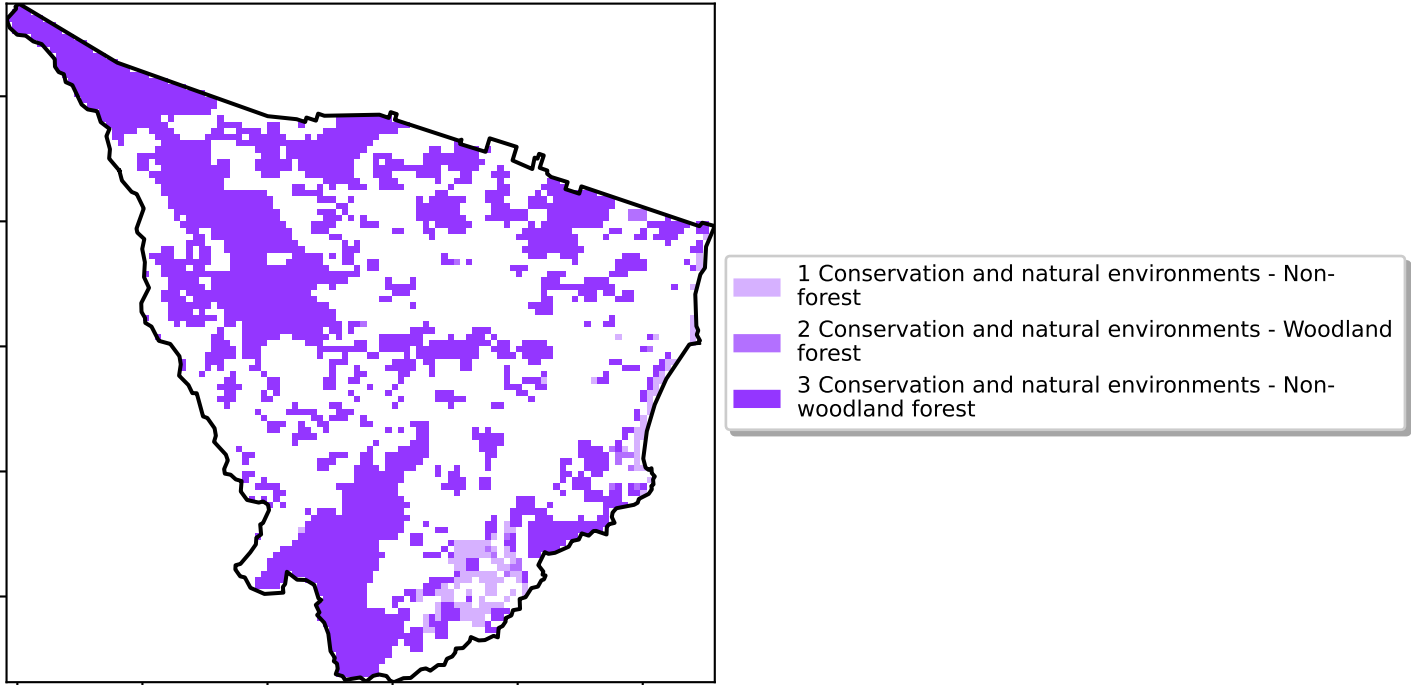 1 Conservation and natural environments - Non-
forest
2 Conservation and natural environments - Woodland
forest
3 Conservation and natural environments - Non-
woodland forest